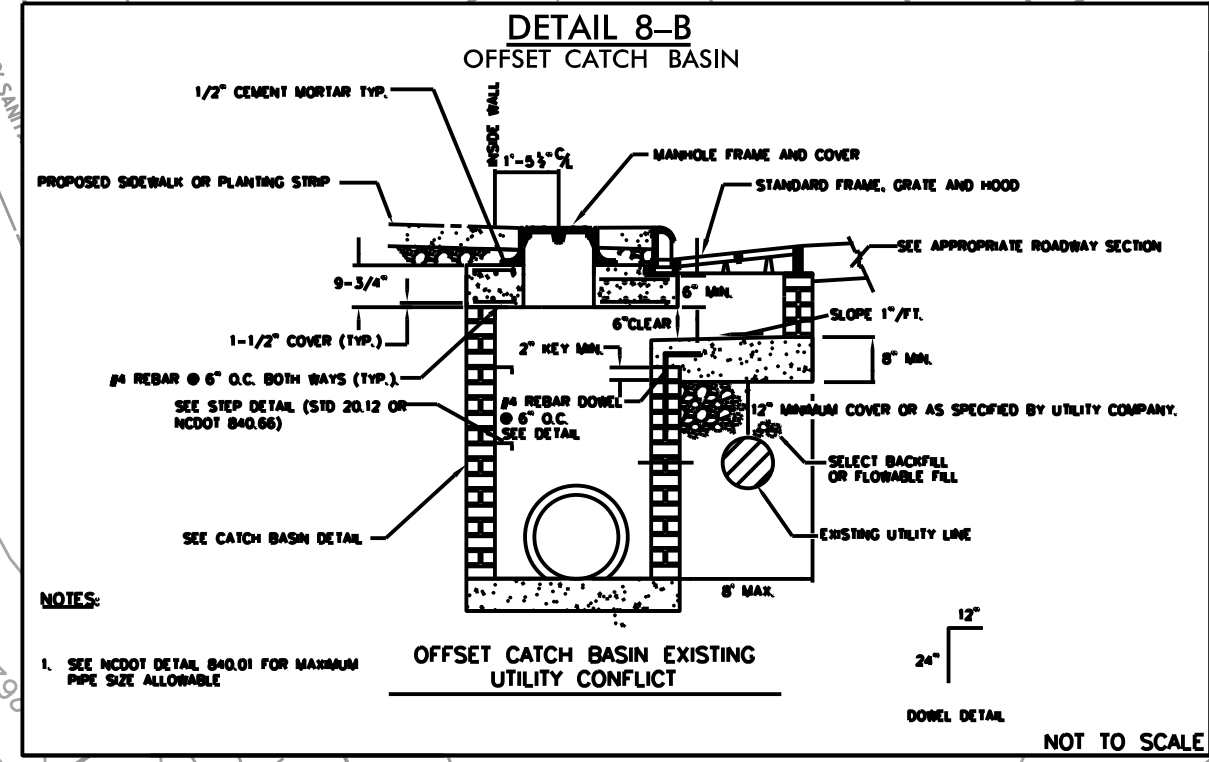 DETAIL 8–B
OFFSET CATCH BASIN
1/2" CEMENT MORTAR TYP.
INSIDE WALL
1'-5 1/2" C/L
MANHOLE FRAME AND COVER
PROPOSED SIDEWALK OR PLANTING STRIP
STANDARD FRAME, GRATE AND HOOD
SEE APPROPRIATE ROADWAY SECTION
9-3/4"
6" MIN.
SLOPE 1"/FT.
6"CLEAR
1-1/2" COVER (TYP.)
2" KEY MIN.
8" MIN.
#4 REBAR @ 6" O.C. BOTH WAYS (TYP.)
SEE STEP DETAIL (STD 20.12 OR
NCDOT 840.66)
#4 REBAR DOWEL
@ 6" O.C.
SEE DETAIL
12" MINIMUM COVER OR AS SPECIFIED BY UTILITY COMPANY.
SELECT BACKFILL
OR FLOWABLE FILL
SEE CATCH BASIN DETAIL
EXISTING UTILITY LINE
8' MAX.
NOTES:
1. SEE NCDOT DETAIL 840.01 FOR MAXIMUM
PIPE SIZE ALLOWABLE
OFFSET CATCH BASIN EXISTING
UTILITY CONFLICT
12"
24"
DOWEL DETAIL
NOT TO SCALE